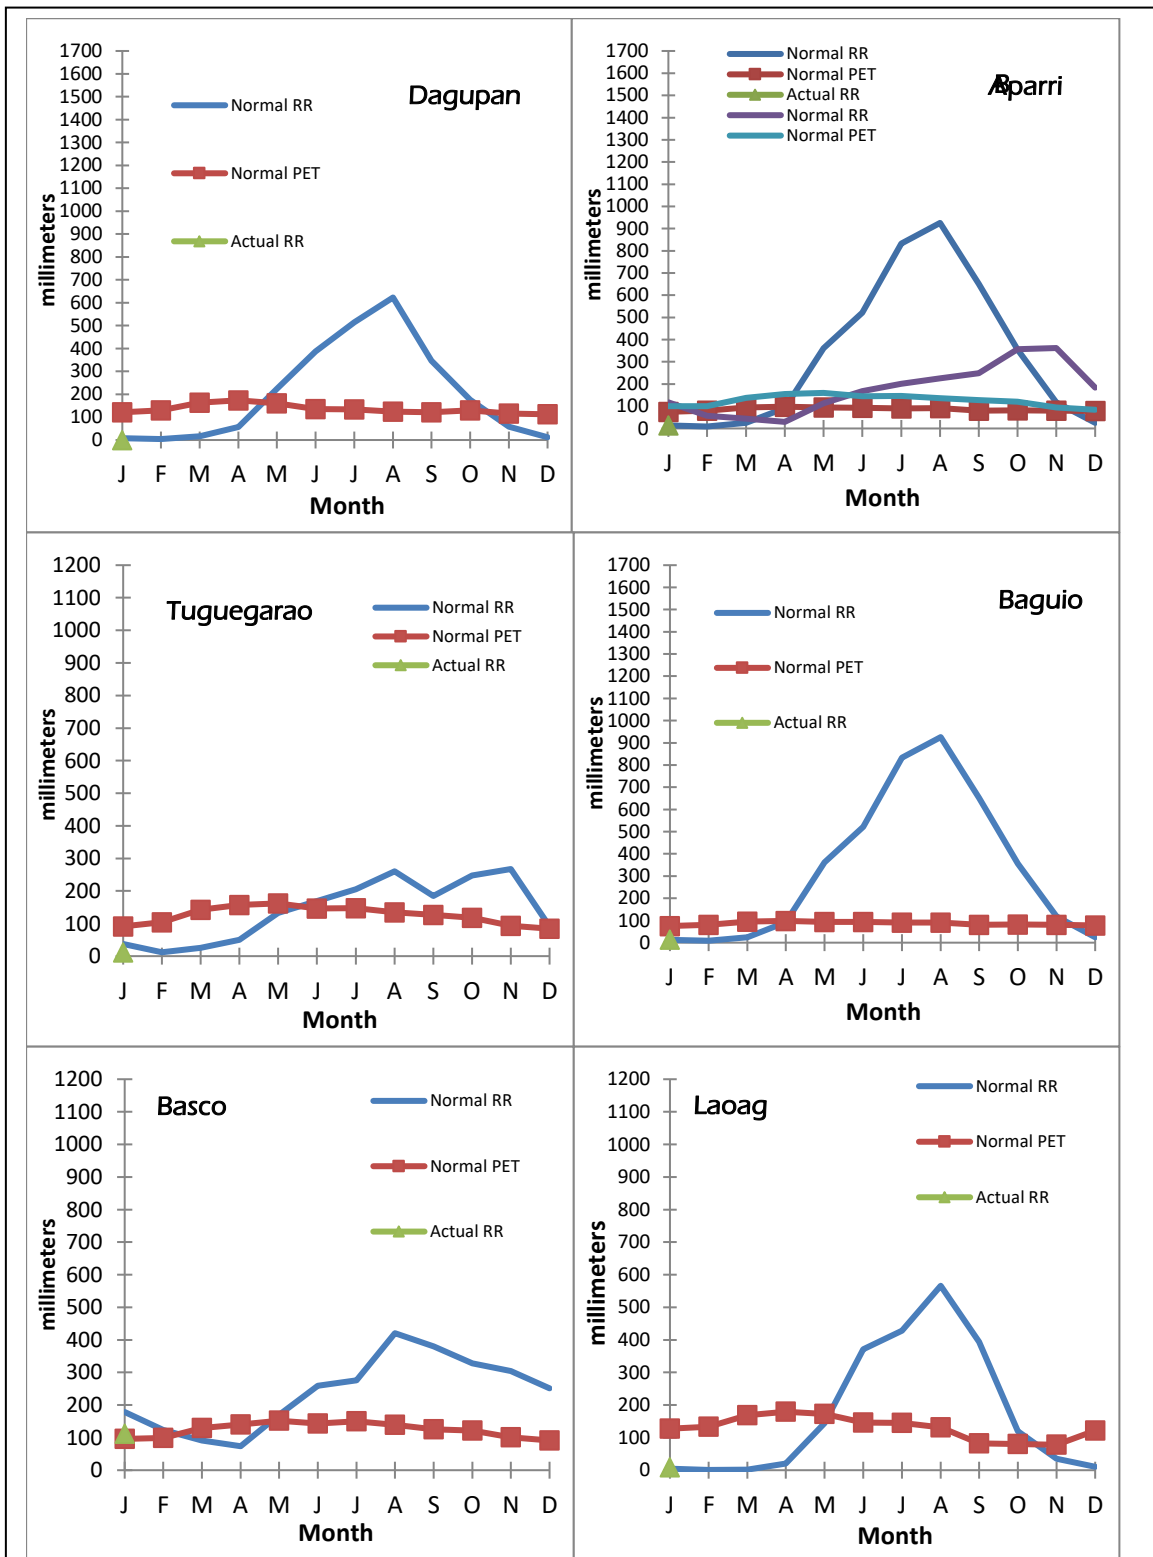 Dagupan
millimeters
1700
1600
1500
1400
1300
1200
1100
1000
900
800
700
600
500
400
300
200
100
0
Normal RR
Normal PET
Actual RR
J F M A M J J A S O N D
Month
Aparri
millimeters
1700
1600
1500
1400
1300
1200
1100
1000
900
800
700
600
500
400
300
200
100
0
Normal RR
Normal PET
Actual RR
Normal RR
Normal PET
J F M A M J J A S O N D
Month
Tuguegarao
millimeters
1200
1100
1000
900
800
700
600
500
400
300
200
100
0
Normal RR
Normal PET
Actual RR
J F M A M J J A S O N D
Month
Baguio
millimeters
1700
1600
1500
1400
1300
1200
1100
1000
900
800
700
600
500
400
300
200
100
0
Normal RR
Normal PET
Actual RR
J F M A M J J A S O N D
Month
Basco
millimeters
1200
1100
1000
900
800
700
600
500
400
300
200
100
0
Normal RR
Normal PET
Actual RR
J F M A M J J A S O N D
Month
Laoag
millimeters
1200
1100
1000
900
800
700
600
500
400
300
200
100
0
Normal RR
Normal PET
Actual RR
J F M A M J J A S O N D
Month